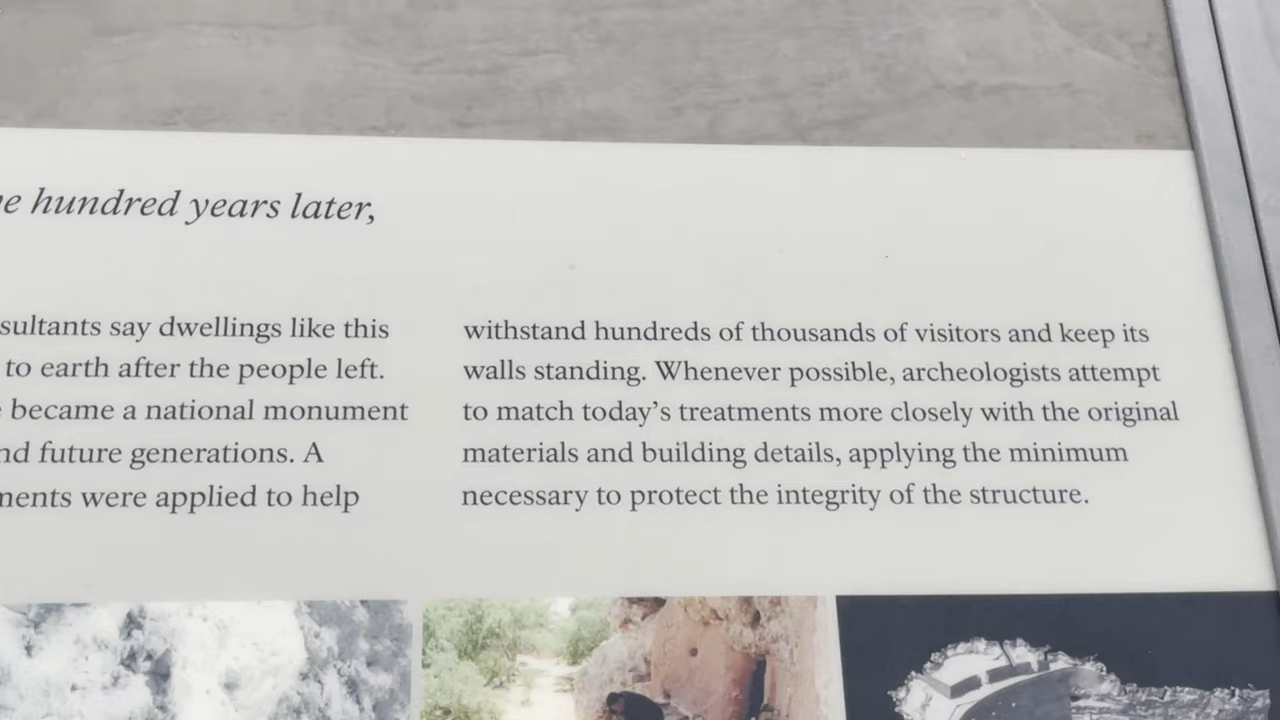 hundred years later,
say dwellings like this
to earth after the people left.
became a national monument
future generations. A
were applied to help
withstand hundreds of thousands of visitors and keep its
walls standing. Whenever possible, archeologists attempt
to match today’s treatments more closely with the original
materials and building details, applying the minimum
necessary to protect the integrity of the structure.